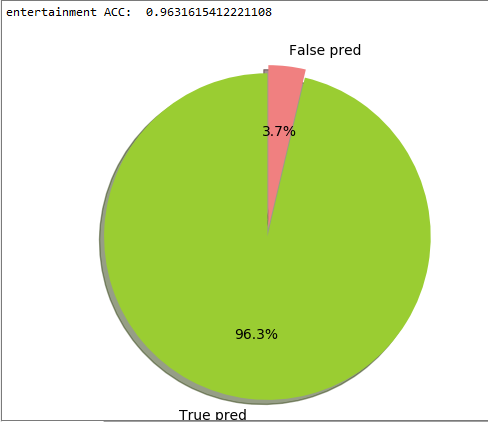 entertainment ACC:  0.9631615412221108
False pred
3.7%
96.3%
True pred